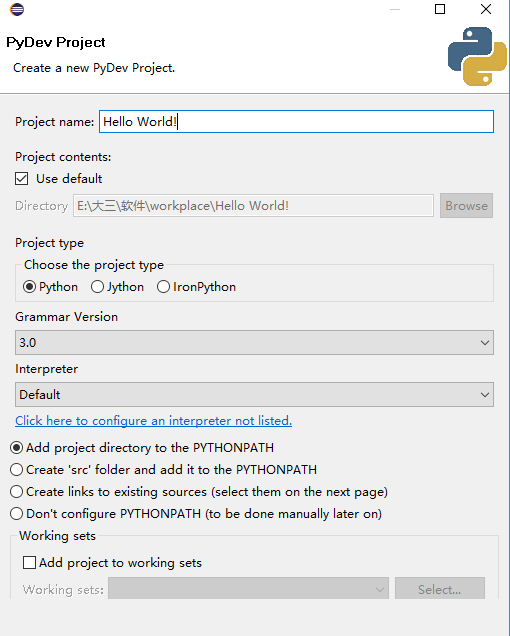 PyDev Project
Create a new PyDev Project.
Project name: Hello World!
Project contents:
Use default
Directory E:\大三\软件\workplace\Hello World! Browse
Project type
Choose the project type
Python Jython IronPython
Grammar Version
3.0
Interpreter
Default
Click here to configure an interpreter not listed.
Add project directory to the PYTHONPATH
Create 'src' folder and add it to the PYTHONPATH
Create links to existing sources (select them on the next page)
Don't configure PYTHONPATH (to be done manually later on)
Working sets
Add project to working sets
Working sets: Select...